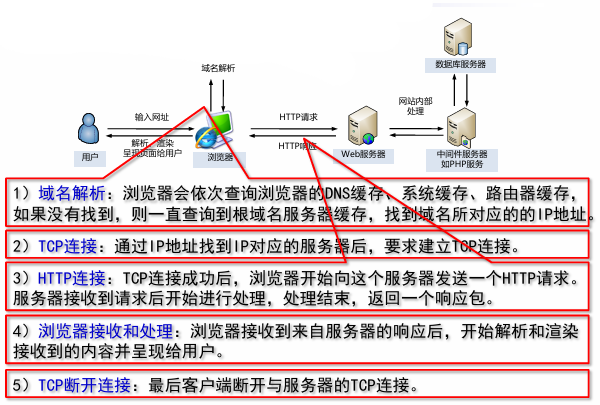 数据库服务器
域名解析
输入网址
HTTP请求
网站内部
处理
解析、渲染
呈现页面给用户
HTTP响应
用户
浏览器
Web服务器
中间件服务器
如PHP服务
1）域名解析：浏览器会依次查询浏览器的DNS缓存、系统缓存、路由器缓存，
如果没有找到，则一直查询到根域名服务器缓存，找到域名所对应的的IP地址。
2）TCP连接：通过IP地址找到IP对应的服务器后，要求建立TCP连接。
3）HTTP连接：TCP连接成功后，浏览器开始向这个服务器发送一个HTTP请求。
服务器接收到请求后开始进行处理，处理结束，返回一个响应包。
4）浏览器接收和处理：浏览器接收到来自服务器的响应后，开始解析和渲染
接收到的内容并呈现给用户。
5）TCP断开连接：最后客户端断开与服务器的TCP连接。